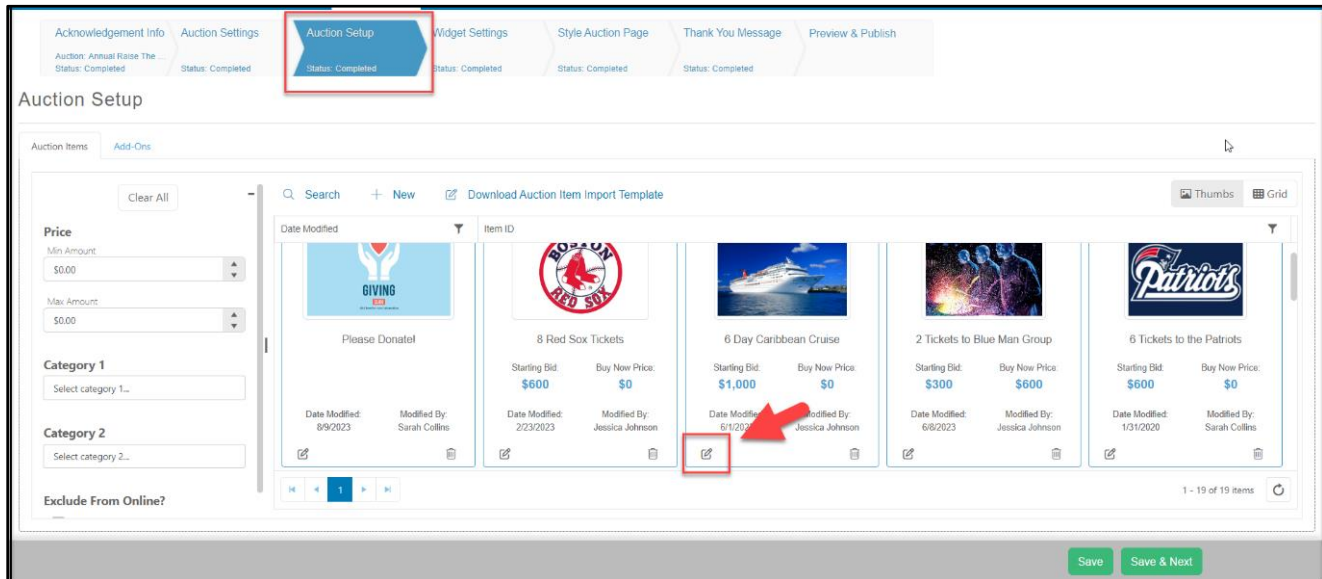 Acknowledgement Info Auction Settings Auction Setup Widget Settings Style Auction Page Thank You Message Preview & Publish
Auction: Annual Raise The ...
Status: Completed Status: Completed Status: Completed Status: Completed Status: Completed Status: Completed
Auction Setup
Auction Items Add-Ons
Clear All
Search New Download Auction Item Import Template Thumbs Grid
Date Modified Item ID
Price
Min Amount
$0.00
Max Amount
$0.00
Category 1
Select category 1...
Category 2
Select category 2...
Exclude From Online?
GIVING
BOSTON
RED SOX
Patriots
Please Donate! 8 Red Sox Tickets 6 Day Caribbean Cruise 2 Tickets to Blue Man Group 6 Tickets to the Patriots
Starting Bid: Buy Now Price: Starting Bid: Buy Now Price: Starting Bid: Buy Now Price: Starting Bid: Buy Now Price:
$600 $0 $1,000 $0 $300 $600 $600 $0
Date Modified: Modified By: Date Modified: Modified By: Date Modified: Modified By: Date Modified: Modified By:
8/9/2023 Sarah Collins 2/23/2023 Jessica Johnson Jessica Johnson 6/8/2023 Jessica Johnson 1/31/2020 Sarah Collins
1 1 - 19 of 19 items
Save Save & Next